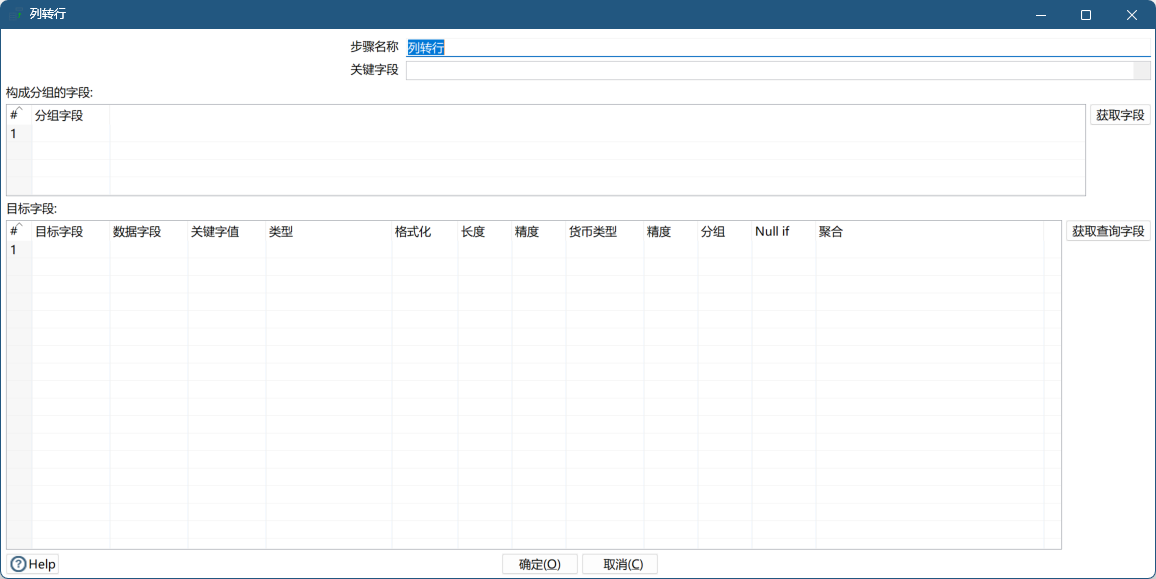 列转行
步骤名称 列转行
关键字段
构成分组的字段:
# 分组字段 获取字段
1
目标字段:
# 目标字段 数据字段 关键字值 类型 格式化 长度 精度 货币类型 精度 分组 Null if 聚合 获取查询字段
1
Help 确定(O) 取消(C)